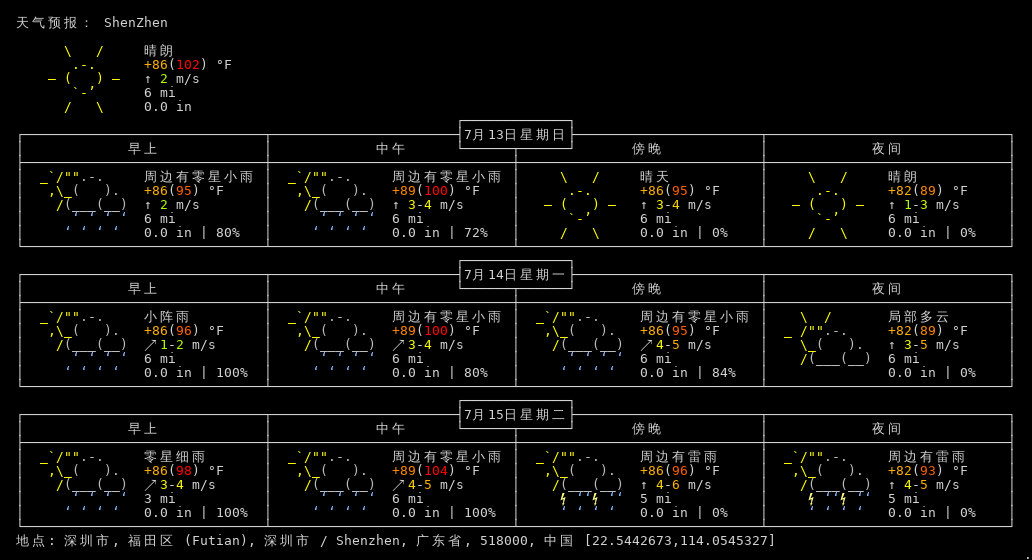 天气预报： ShenZhen
晴朗
+86(102) °F
↑ 2 m/s
6 mi
0.0 in
7月13日星期日
早上 中午 傍晚 夜间
周边有零星小雨 周边有零星小雨 晴天 晴朗
+86(95) °F +89(100) °F +86(95) °F +82(89) °F
↑ 2 m/s ↑ 3-4 m/s ↑ 3-4 m/s ↑ 1-3 m/s
6 mi 6 mi 6 mi 6 mi
0.0 in | 80% 0.0 in | 72% 0.0 in | 0% 0.0 in | 0%
7月14日星期一
早上 中午 傍晚 夜间
小阵雨 周边有零星小雨 周边有零星小雨 局部多云
+86(96) °F +89(100) °F +86(95) °F +82(89) °F
↗ 1-2 m/s ↗ 3-4 m/s ↗ 4-5 m/s ↑ 3-5 m/s
6 mi 6 mi 6 mi 6 mi
0.0 in | 100% 0.0 in | 80% 0.0 in | 84% 0.0 in | 0%
7月15日星期二
早上 中午 傍晚 夜间
零星细雨 周边有零星小雨 周边有雷雨 周边有雷雨
+86(98) °F +89(104) °F +86(96) °F +82(93) °F
↗ 3-4 m/s ↗ 4-5 m/s ↑ 4-6 m/s ↑ 4-5 m/s
3 mi 6 mi 5 mi 5 mi
0.0 in | 100% 0.0 in | 100% 0.0 in | 0% 0.0 in | 0%
地点: 深圳市, 福田区 (Futian), 深圳市 / Shenzhen, 广东省, 518000, 中国 [22.5442673,114.0545327]